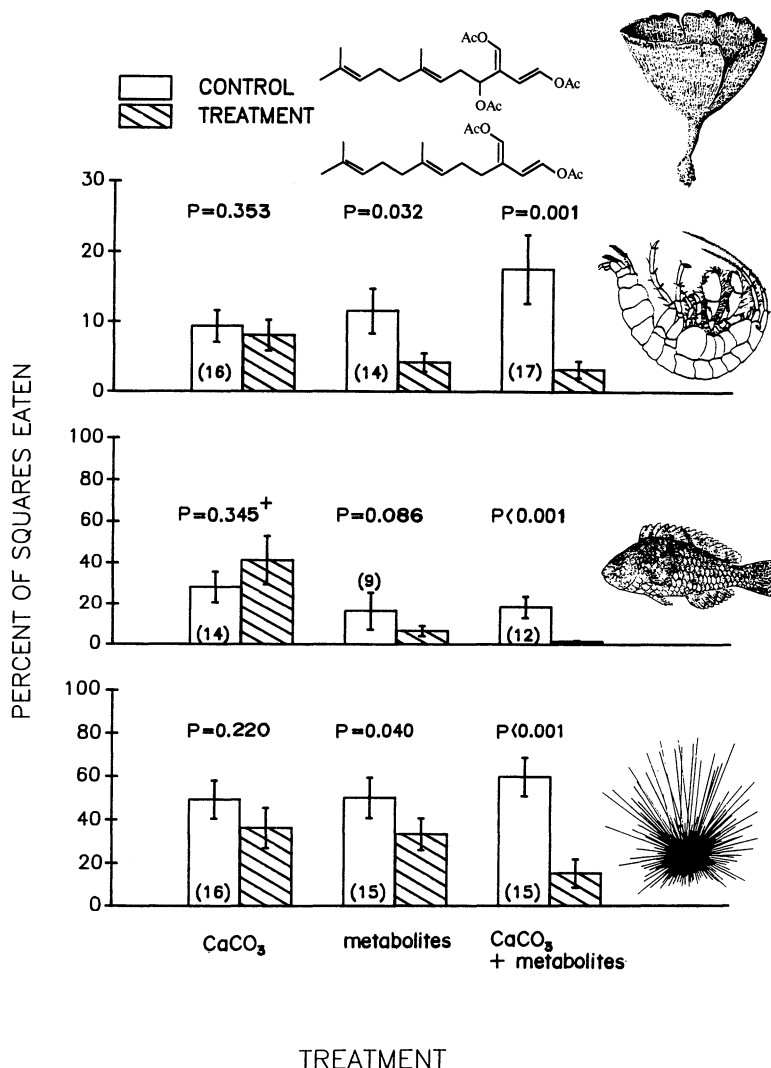 CONTROL
TREATMENT
AcO
OAc
OAc
AcO
OAc
PERCENT OF SQUARES EATEN
30
20
10
0
P=0.353
P=0.032
P=0.001
(16)
(14)
(17)
100
80
60
40
20
0
P=0.345+
P=0.086
P<0.001
(14)
(9)
(12)
100
80
60
40
20
0
P=0.220
P=0.040
P<0.001
(16)
(15)
(15)
CaCO₃
metabolites
CaCO₃
+ metabolites
TREATMENT